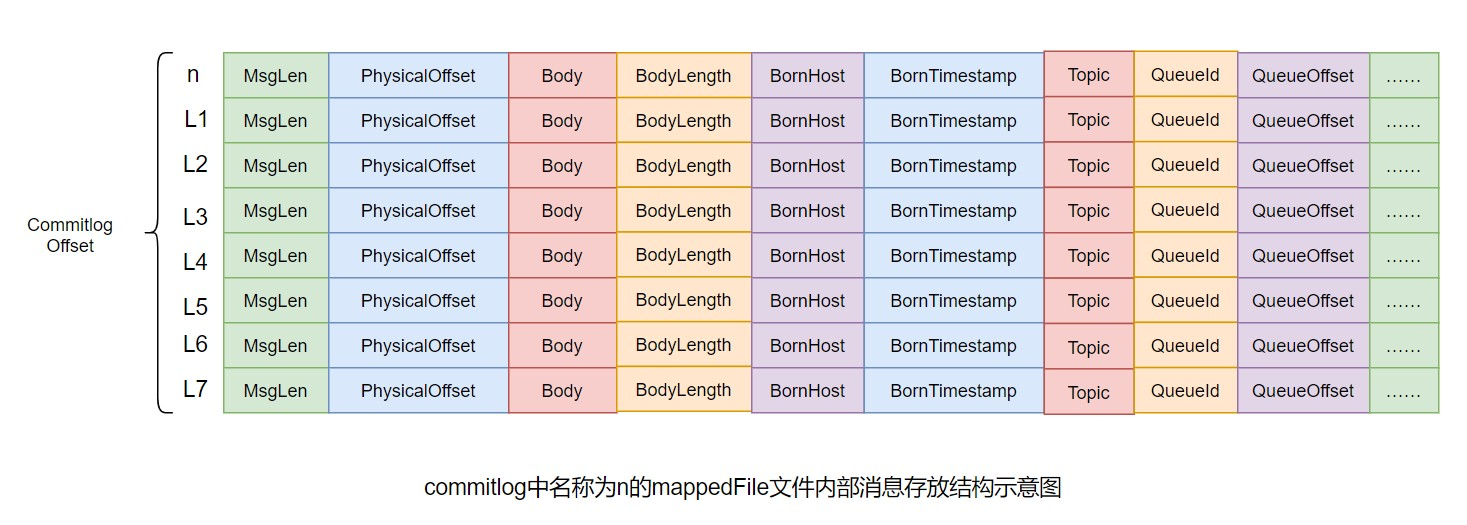 n MsgLen PhysicalOffset Body BodyLength BornHost BornTimestamp Topic QueueId QueueOffset ......
L1 MsgLen PhysicalOffset Body BodyLength BornHost BornTimestamp Topic QueueId QueueOffset ......
L2 MsgLen PhysicalOffset Body BodyLength BornHost BornTimestamp Topic QueueId QueueOffset ......
L3 MsgLen PhysicalOffset Body BodyLength BornHost BornTimestamp Topic QueueId QueueOffset ......
Commitlog
Offset
L4 MsgLen PhysicalOffset Body BodyLength BornHost BornTimestamp Topic QueueId QueueOffset ......
L5 MsgLen PhysicalOffset Body BodyLength BornHost BornTimestamp Topic QueueId QueueOffset ......
L6 MsgLen PhysicalOffset Body BodyLength BornHost BornTimestamp Topic QueueId QueueOffset ......
L7 MsgLen PhysicalOffset Body BodyLength BornHost BornTimestamp Topic QueueId QueueOffset ......
commitlog中名称为n的mappedFile文件内部消息存放结构示意图